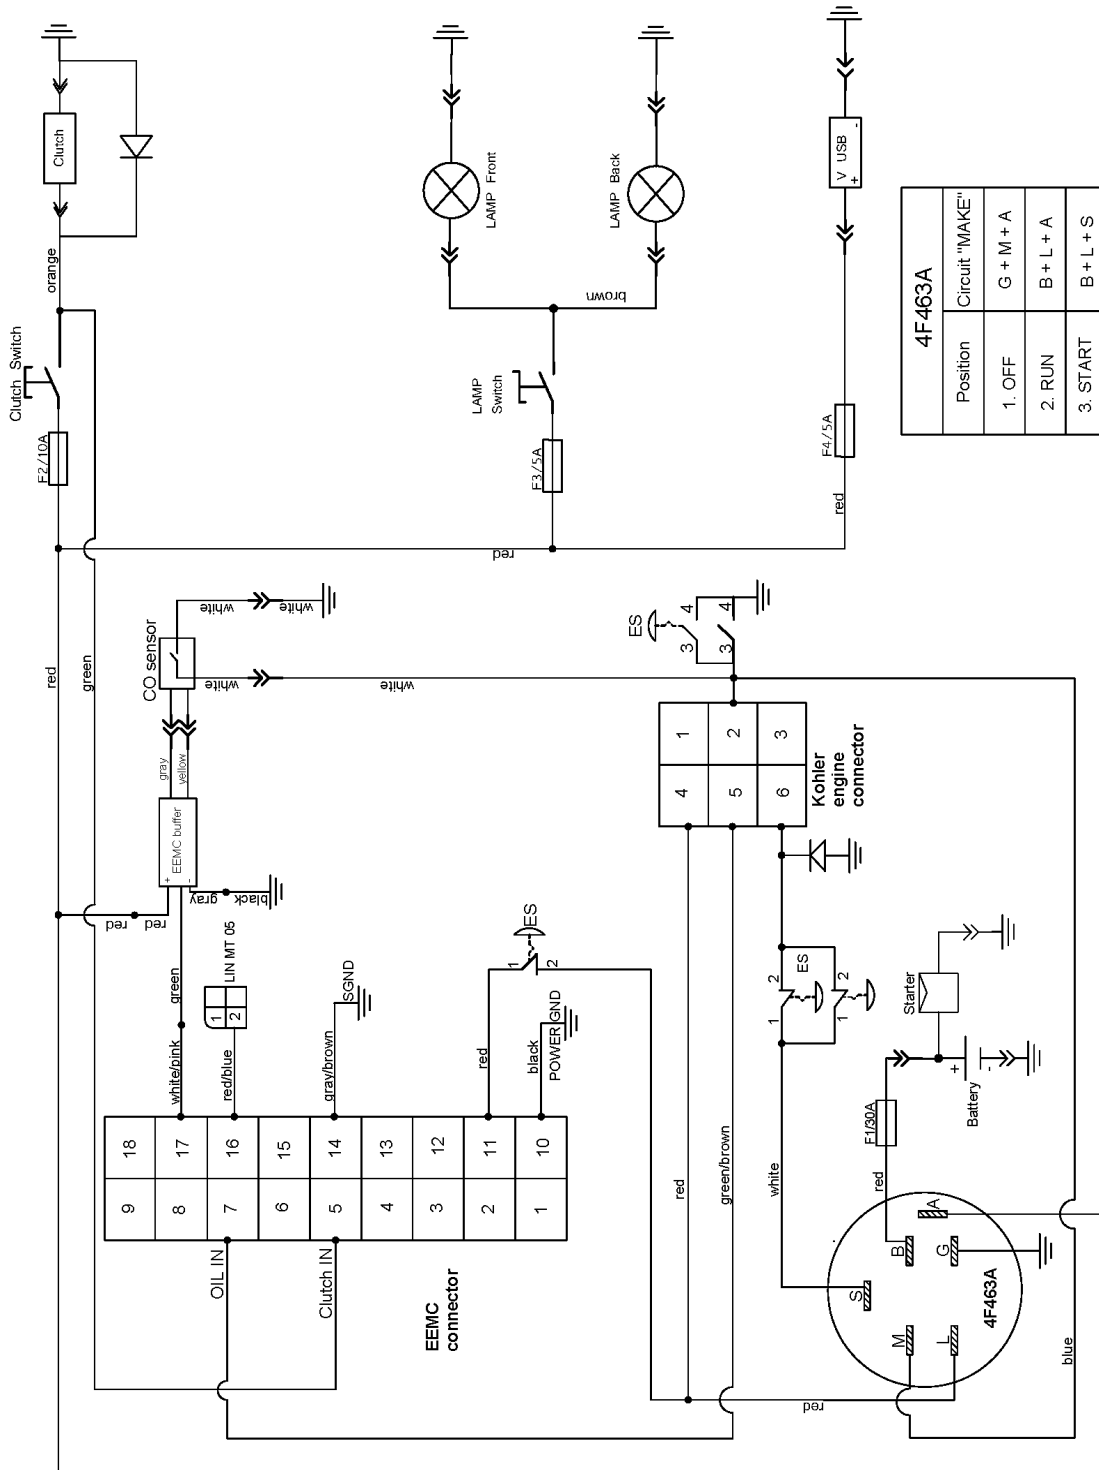 Clutch
orange
Clutch Switch
F2/10A
LAMP Front
LAMP Back
brown
LAMP
Switch
F3/5A
red
V USB
+ -
F4/5A
red
4F463A
Position Circuit "MAKE"
1. OFF G + M + A
2. RUN B + L + A
3. START B + L + S
red
green
CO sensor
white
white
white
white
gray
yellow
EEMC buffer
+
-
red
red
gray
black
green
white/pink
LIN MT 05
1
2
red/blue
SGND
gray/brown
ES
1
2
red
black
POWER GND
9 18
8 17
7 16
6 15
5 14
4 13
3 12
2 11
1 10
OIL IN
Clutch IN
EEMC
connector
ES
3 4
3 4
1 2 3
4 5 6
Kohler
engine
connector
red
green/brown
white
1 2
ES
1 2
Starter
+ -
Battery
F1/30A
red
S
B
A
G
M
L
4F463A
red
blue